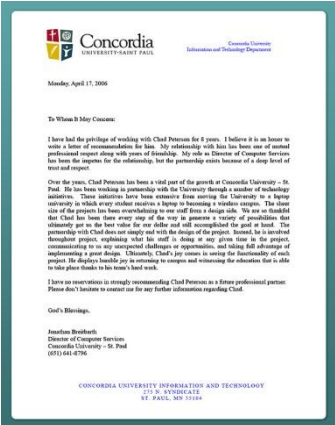 Concordia
UNIVERSITY·SAINT PAUL
Concordia University
Information and Technology Department
Monday, April 17, 2006
To Whom It May Concern:
I have had the privilege of working with Chad Peterson for 8 years. I believe it is an honor to
write a letter of recommendation for him. My relationship with him has been one of mutual
professional respect along with years of friendship. My role as Director of Computer Services
has been the impetus for the relationship, but the partnership exists because of a deep level of
trust and respect.
Over the years, Chad Peterson has been a vital part of the growth at Concordia University – St.
Paul. He has been working in partnership with the University through a number of technology
initiatives. These initiatives have been extensive from moving the University to a laptop
university in which every student receives a laptop to becoming a wireless campus. The shear
size of the projects has been overwhelming to our staff from a design side. We are so thankful
that Chad has been there every step of the way in generate a variety of possibilities that
ultimately got us the best value for our dollar and still accomplished the goal at hand. The
partnership with Chad does not simply end with the design of the project. Instead, he is involved
throughout project, explaining what his staff is doing at any given time in the project,
communicating to us any unexpected challenges or opportunities, and taking full advantage of
implementing a great design. Ultimately, Chad's joy comes is seeing the functionality of each
project. He displays humble joy in returning to campus and witnessing the education that is able
to take place thanks to his team's hard work.
I have no reservations in strongly recommending Chad Peterson as a future professional partner.
Please don't hesitate to contact me for any further information regarding Chad.
God's Blessings,
Jonathan Breitbarth
Director of Computer Services
Concordia University – St. Paul
(651) 641-8796
CONCORDIA UNIVERSITY INFORMATION AND TECHNOLOGY
275 N. SYNDICATE
ST. PAUL, MN 55104